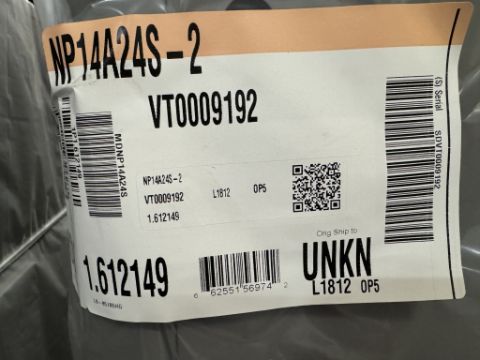 NP14A24S-2
VT0009192
(S) Serial
SDVT0009192
MDNP14A24S
NP14A24S-2
VT0009192 L1812 OP5
1.612149
Orig Ship to
1.612149
UNKN
6 62551 56974 2
L1812 OP5